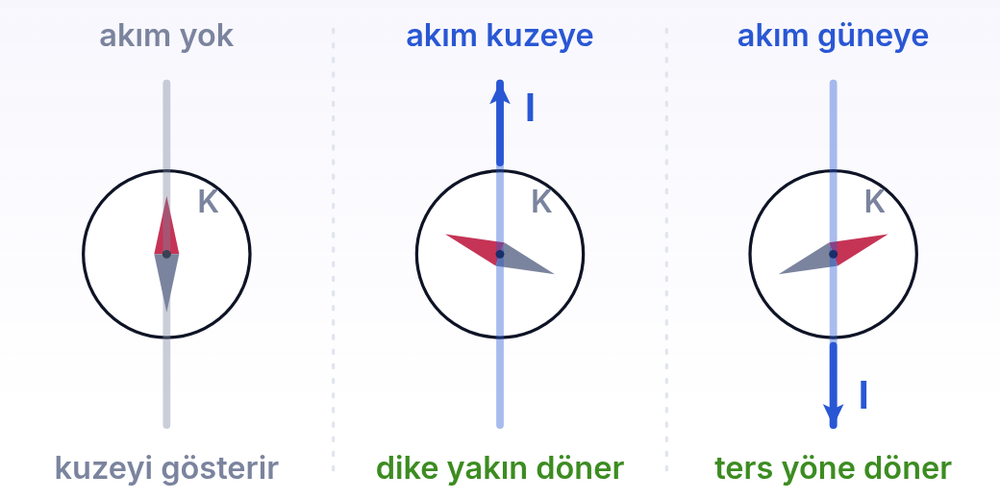 akım yok
akım kuzeye
akım güneye
I
K
K
K
I
kuzeyi gösterir
dike yakın döner
ters yöne döner